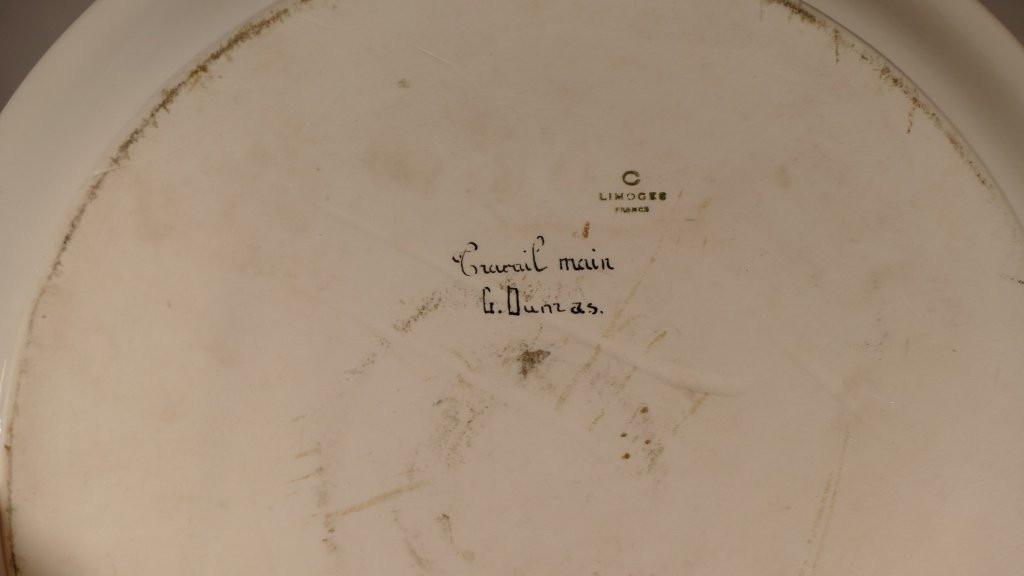 C
LIMOGES
FRANCE
Travail main
G. Dumas.